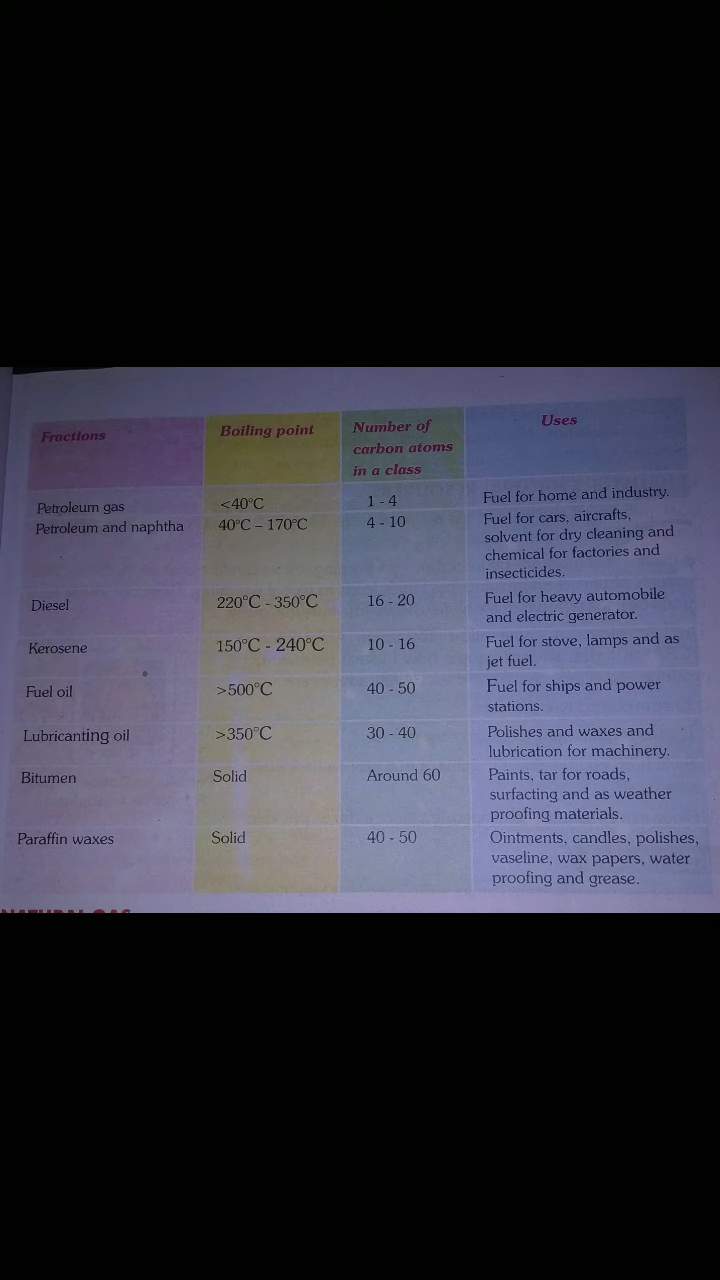 Fractions
Boiling point
Number of
carbon atoms
in a class
Uses
Petroleum gas
<40°C
1 - 4
Fuel for home and industry.
Petroleum and naphtha
40°C – 170°C
4 - 10
Fuel for cars, aircrafts,
solvent for dry cleaning and
chemical for factories and
insecticides.
Diesel
220°C - 350°C
16 - 20
Fuel for heavy automobile
and electric generator.
Kerosene
150°C - 240°C
10 - 16
Fuel for stove, lamps and as
jet fuel.
Fuel oil
>500°C
40 - 50
Fuel for ships and power
stations.
Lubricanting oil
>350°C
30 - 40
Polishes and waxes and
lubrication for machinery.
Bitumen
Solid
Around 60
Paints, tar for roads,
surfacting and as weather
proofing materials.
Paraffin waxes
Solid
40 - 50
Ointments, candles, polishes,
vaseline, wax papers, water
proofing and grease.